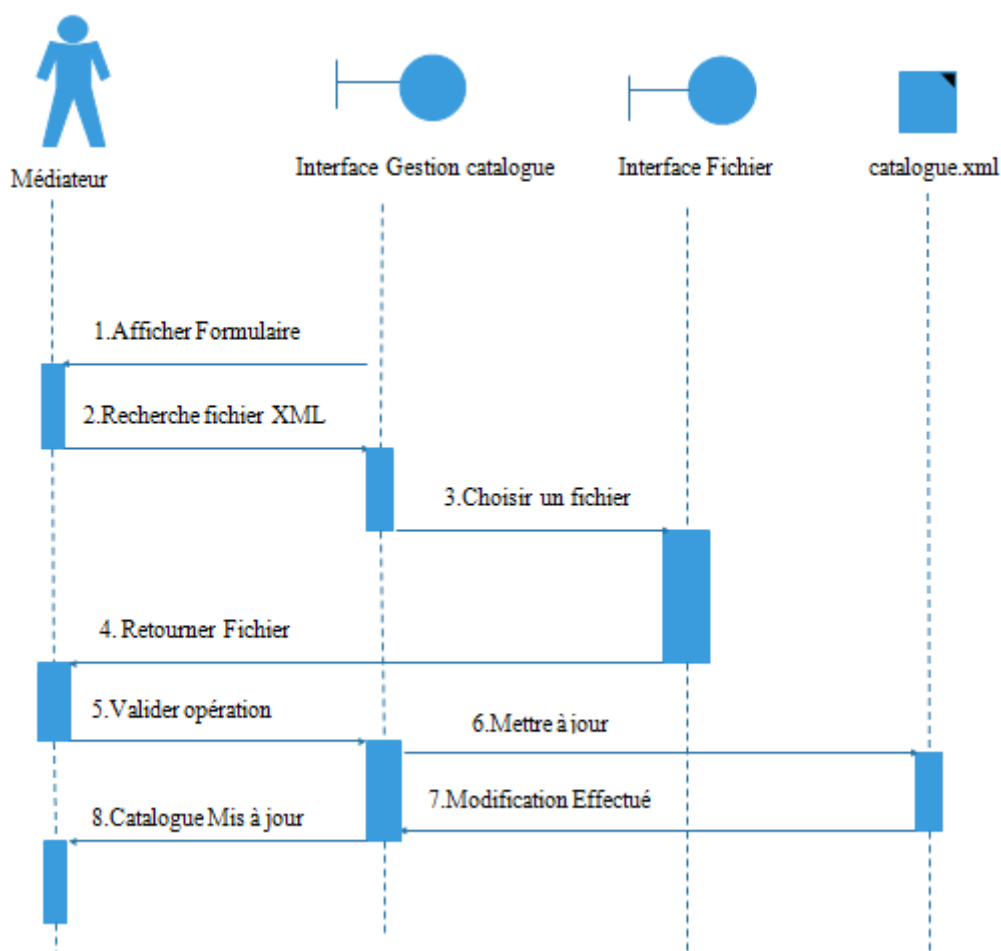 Médiateur
Interface Gestion catalogue
Interface Fichier
catalogue.xml
1.Afficher Formulaire
2.Recherche fichier XML
3.Choisir un fichier
4. Retourner Fichier
5.Valider opération
6.Mettre à jour
7.Modification Effectué
8.Catalogue Mis à jour